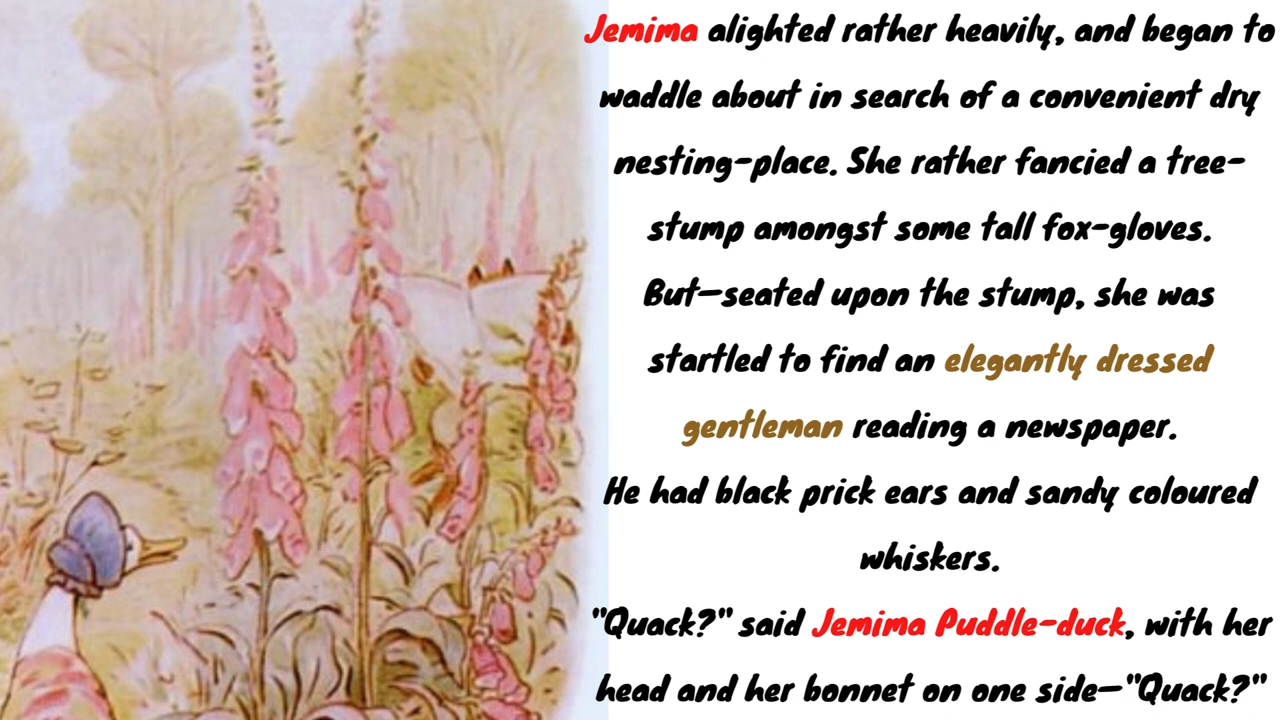 Jemima alighted rather heavily, and began to
waddle about in search of a convenient dry
nesting-place. She rather fancied a tree-
stump amongst some tall fox-gloves.
But—seated upon the stump, she was
startled to find an elegantly dressed
gentleman reading a newspaper.
He had black prick ears and sandy coloured
whiskers.
"Quack?" said Jemima Puddle-duck, with her
head and her bonnet on one side—"Quack?"